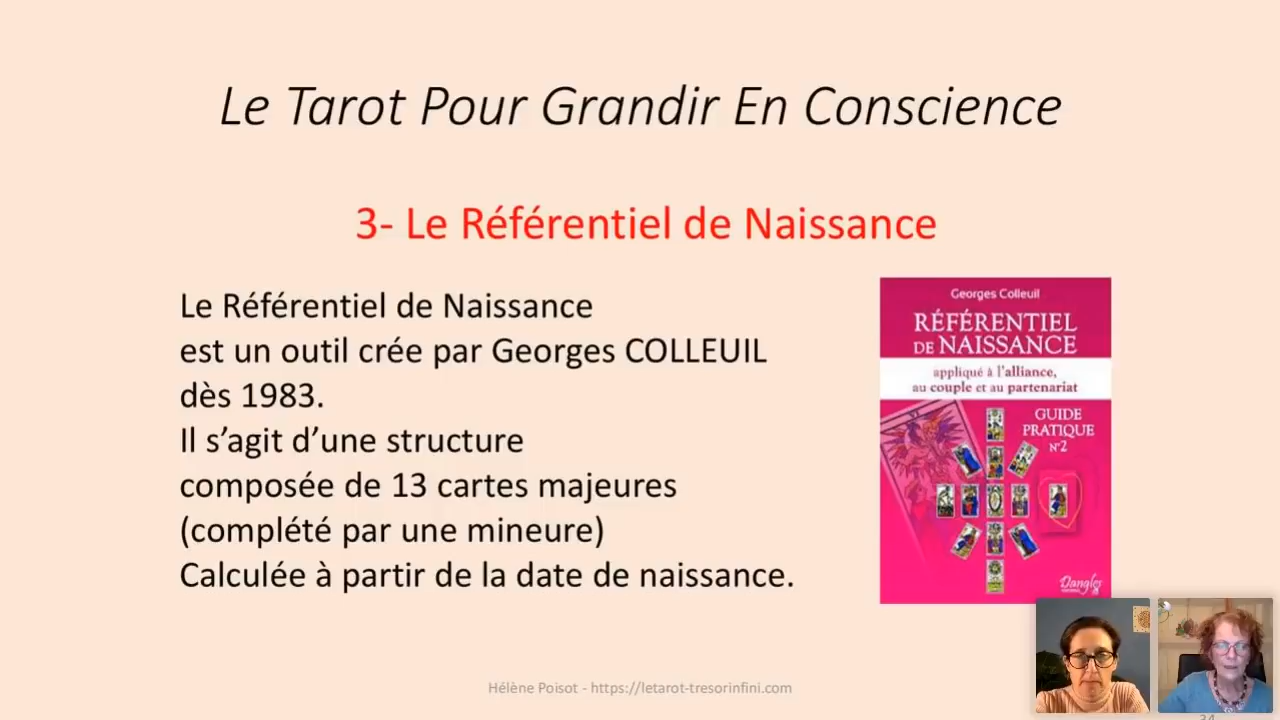 Le Tarot Pour Grandir En Conscience
3- Le Référentiel de Naissance
Le Référentiel de Naissance
est un outil crée par Georges COLLEUIL
dès 1983.
Il s’agit d’une structure
composée de 13 cartes majeures
(complété par une mineure)
Calculée à partir de la date de naissance.
Georges Colleuil
RÉFÉRENTIEL
DE NAISSANCE
appliqué à l'alliance,
au couple et au partenariat
GUIDE
PRATIQUE
N°2
Dangles
Hélène Poisot - https://letarot-tresorinfini.com
34